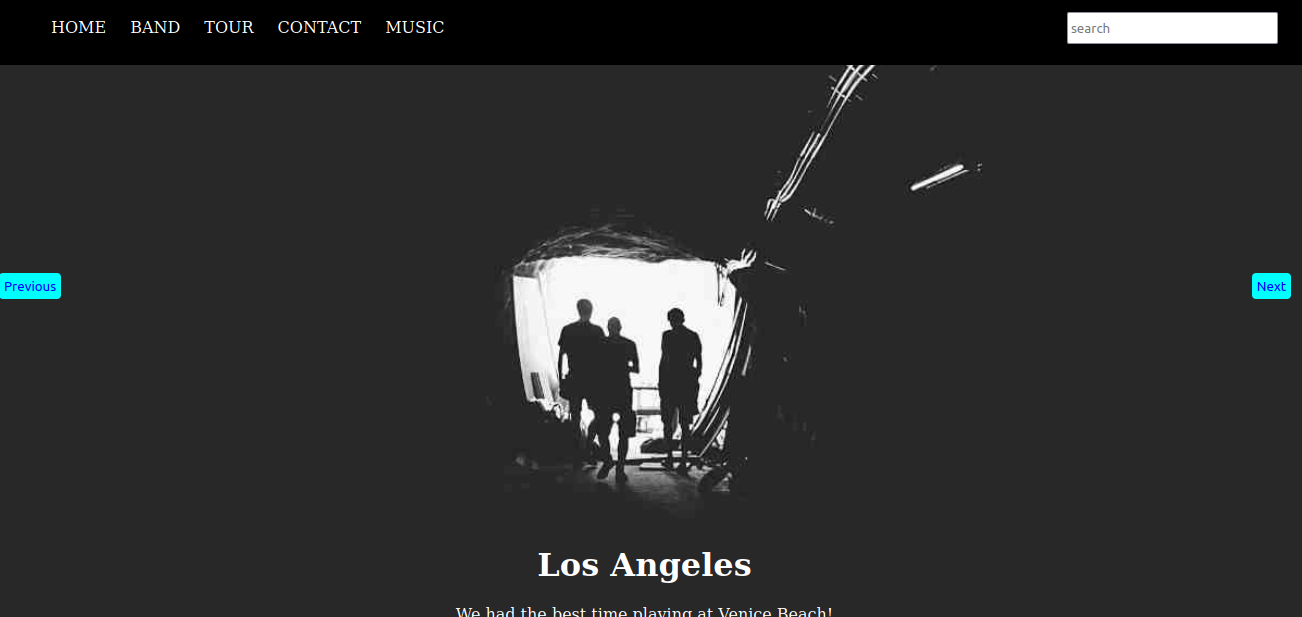 HOME BAND TOUR CONTACT MUSIC search
Previous
Next
Los Angeles
We had the best time playing at Venice Beach!